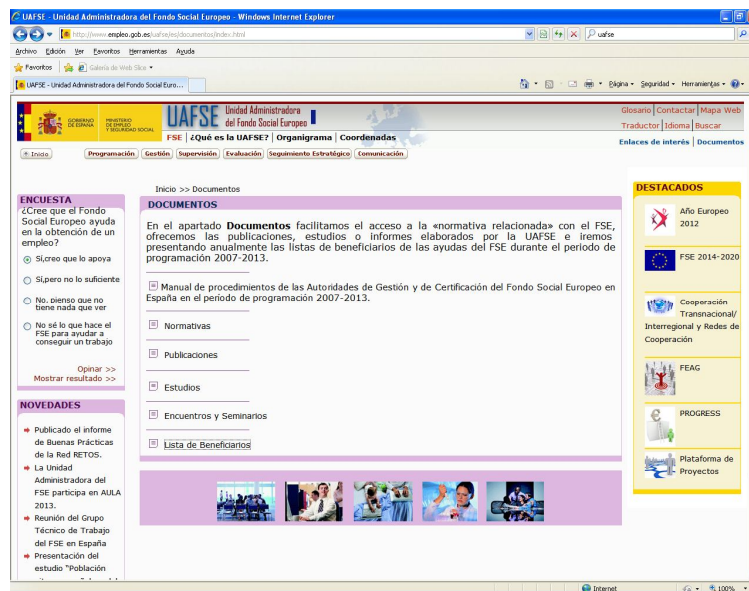 UAFSE - Unidad Administradora del Fondo Social Europeo - Windows Internet Explorer
http://www.empleo.gob.es/uafse/es/documentos/index.html
uafse
Archivo Edición Ver Favoritos Herramientas Ayuda
Favoritos Galería de Web Slice
UAFSE - Unidad Administradora del Fondo Social Euro...
Página Seguridad Herramientas
GOBIERNO DE ESPAÑA
MINISTERIO DE EMPLEO Y SEGURIDAD SOCIAL
UAFSE Unidad Administradora
del Fondo Social Europeo
FSE | ¿Qué es la UAFSE? | Organigrama | Coordenadas
Glosario Contactar Mapa Web
Traductor Idioma Buscar
Enlaces de interés Documentos
Inicio Programación Gestión Supervisión Evaluación Seguimiento Estratégico Comunicación
Inicio >> Documentos
ENCUESTA
¿Cree que el Fondo
Social Europeo ayuda
en la obtención de un
empleo?
Sí,creo que lo apoya
Sí,pero no lo suficiente
No, pienso que no
tiene nada que ver
No sé lo que hace el
FSE para ayudar a
conseguir un trabajo
Opinar >>
Mostrar resultado >>
NOVEDADES
Publicado el informe
de Buenas Prácticas
de la Red RETOS.
La Unidad
Administradora del
FSE participa en AULA
2013.
Reunión del Grupo
Técnico de Trabajo
del FSE en España
Presentación del
estudio "Población
DOCUMENTOS
En el apartado Documentos facilitamos el acceso a la «normativa relacionada» con el FSE,
ofrecemos las publicaciones, estudios o informes elaborados por la UAFSE e iremos
presentando anualmente las listas de beneficiarios de las ayudas del FSE durante el periodo de
programación 2007-2013.
Manual de procedimientos de las Autoridades de Gestión y de Certificación del Fondo Social Europeo en
España en el período de programación 2007-2013.
Normativas
Publicaciones
Estudios
Encuentros y Seminarios
Lista de Beneficiarios
DESTACADOS
Año Europeo
2012
FSE 2014-2020
Cooperación
Transnacional/
Interregional y Redes de
Cooperación
FEAG
PROGRESS
Plataforma de
Proyectos
Internet
100%